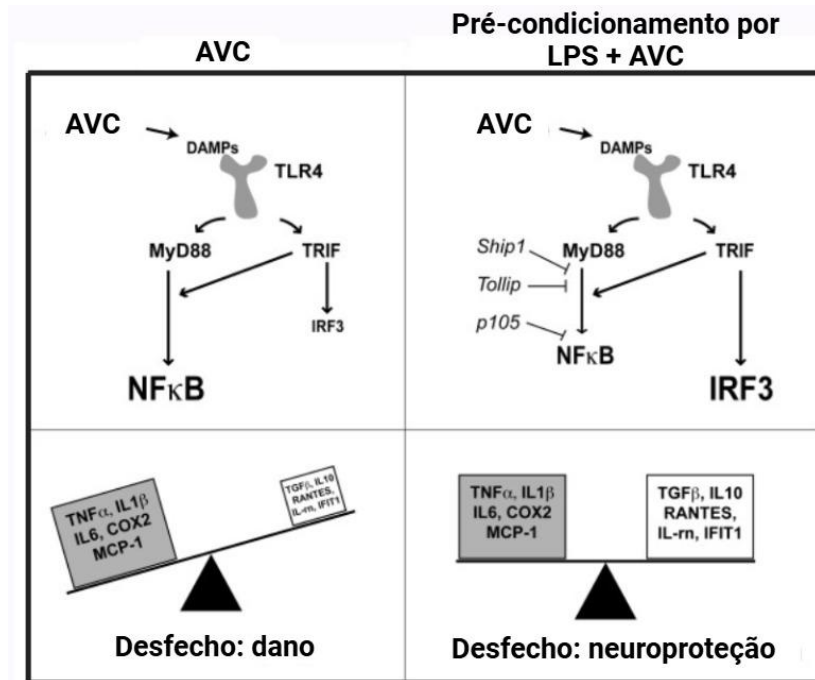 AVC
Pré-condicionamento por
LPS + AVC
AVC
DAMPs
TLR4
MyD88
TRIF
IRF3
NFκB
AVC
DAMPs
TLR4
Ship1
MyD88
TRIF
Tollip
p105
NFκB
IRF3
TNFα, IL1β
IL6, COX2
MCP-1
TGFβ, IL10
RANTES,
IL-rn, IFIT1
Desfecho: dano
TNFα, IL1β
IL6, COX2
MCP-1
TGFβ, IL10
RANTES,
IL-rn, IFIT1
Desfecho: neuroproteção